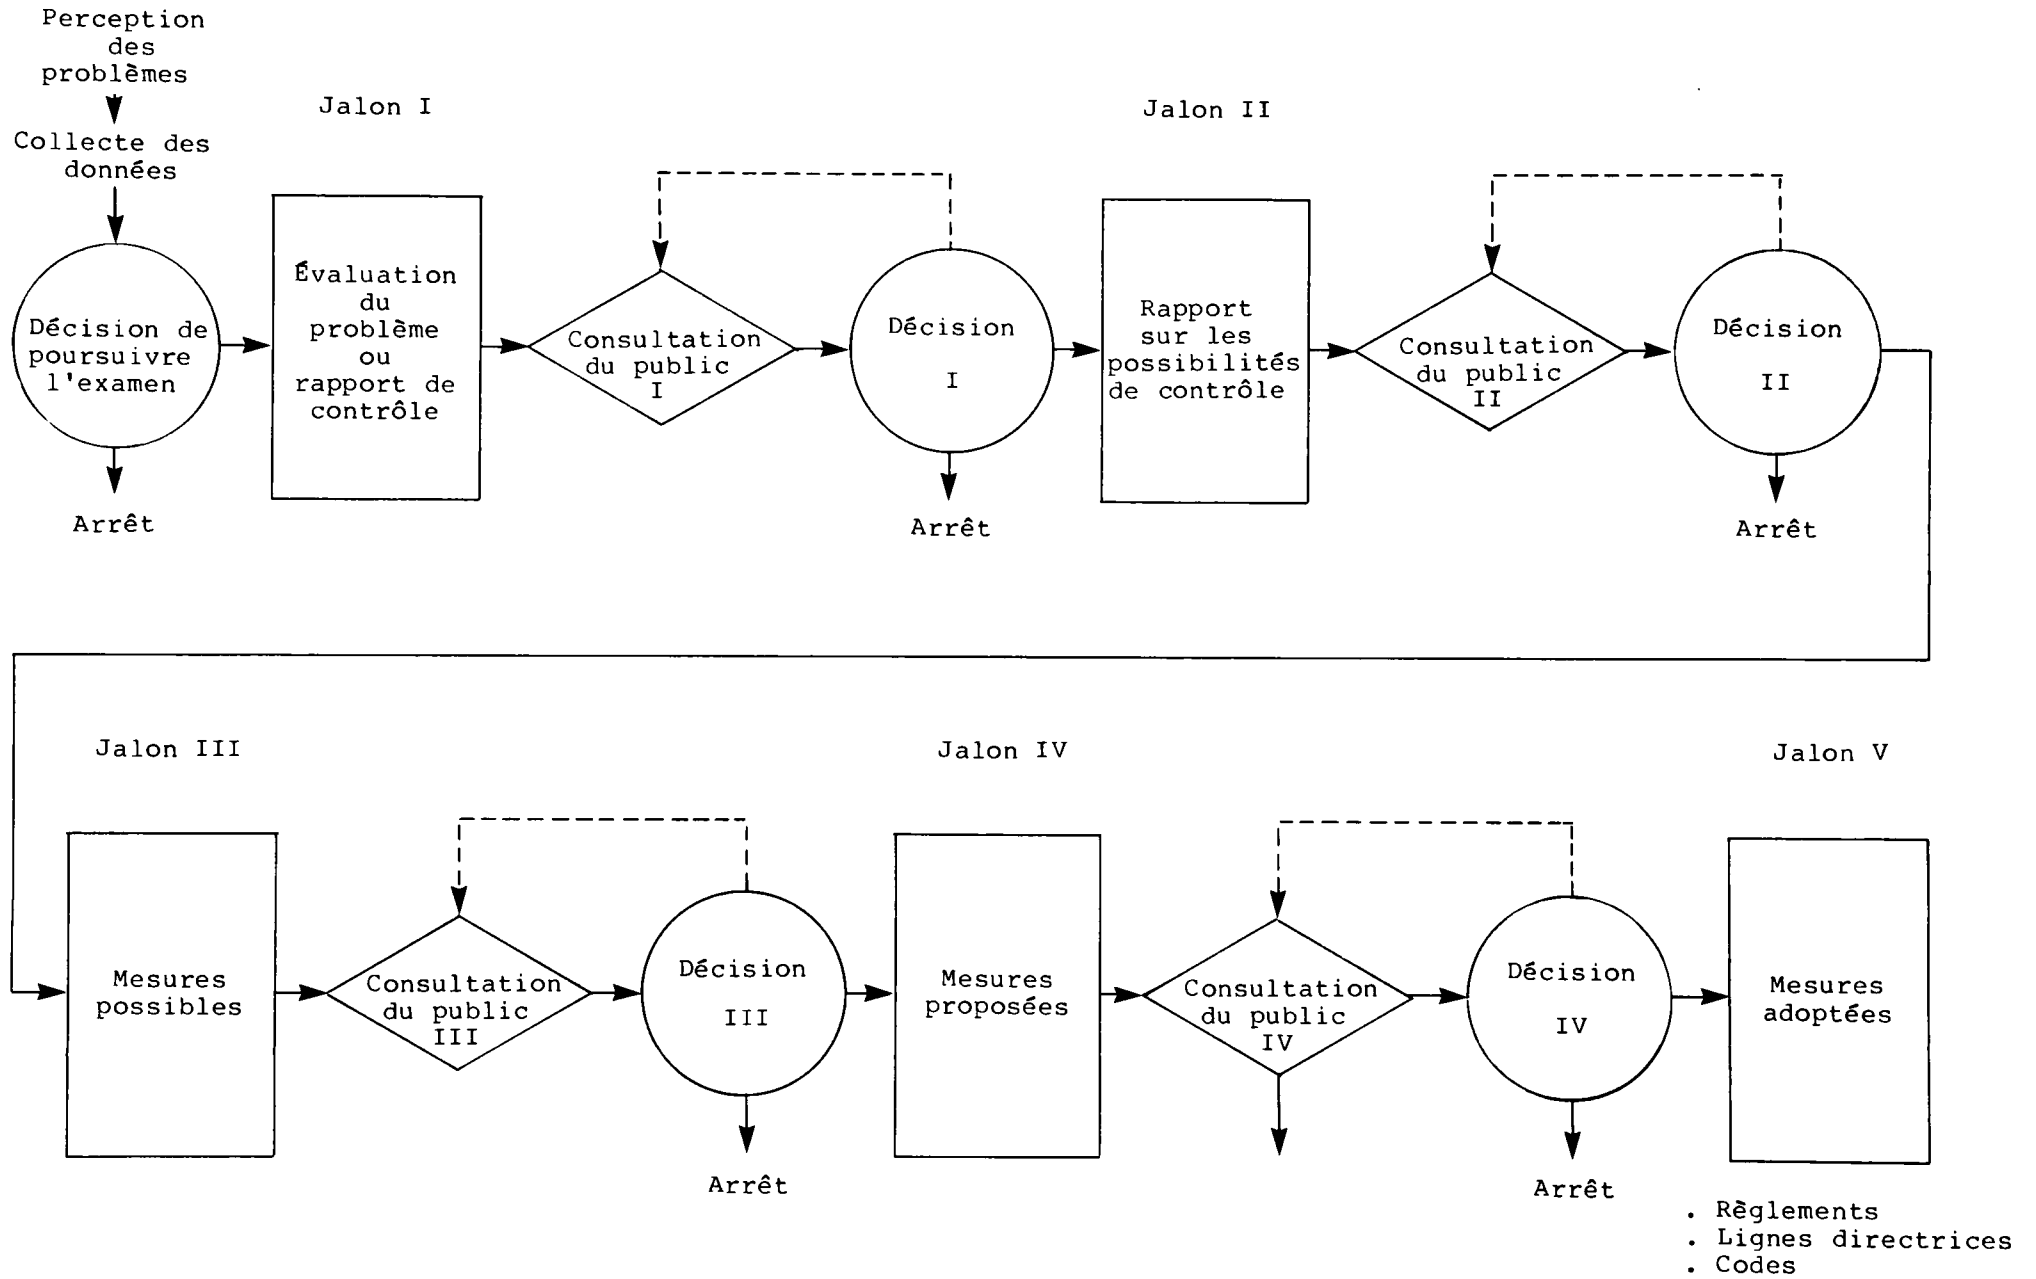 Perception
des
problèmes
Collecte des
données
Décision de
poursuivre
l'examen
Arrêt
Jalon I
Évaluation
du
problème
ou
rapport de
contrôle
Consultation
du public
I
Décision
I
Arrêt
Jalon II
Rapport
sur les
possibilités
de contrôle
Consultation
du public
II
Décision
II
Arrêt
Jalon III
Mesures
possibles
Consultation
du public
III
Décision
III
Arrêt
Jalon IV
Mesures
proposées
Consultation
du public
IV
Décision
IV
Arrêt
Jalon V
Mesures
adoptées
. Règlements
. Lignes directrices
. Codes